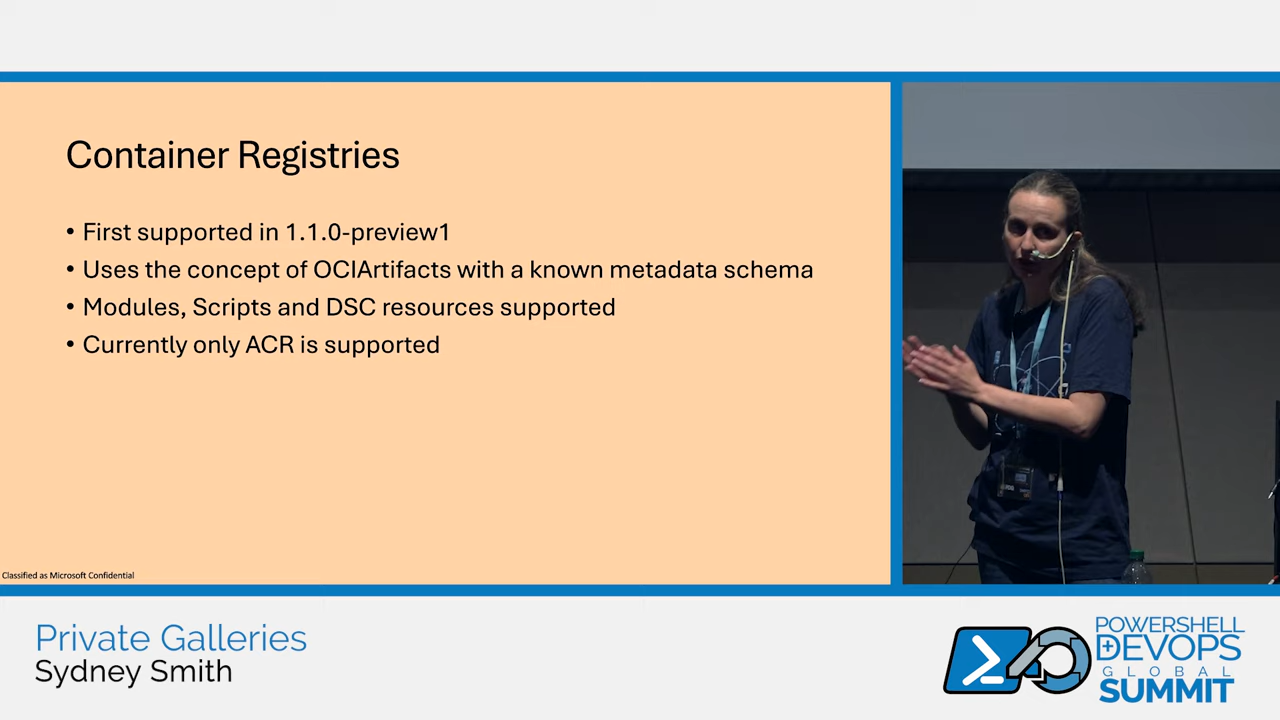 Container Registries
• First supported in 1.1.0-preview1
• Uses the concept of OCIArtifacts with a known metadata schema
• Modules, Scripts and DSC resources supported
• Currently only ACR is supported
Classified as Microsoft Confidential
Private Galleries
Sydney Smith
POWERSHELL
DEVOPS
GLOBAL
SUMMIT